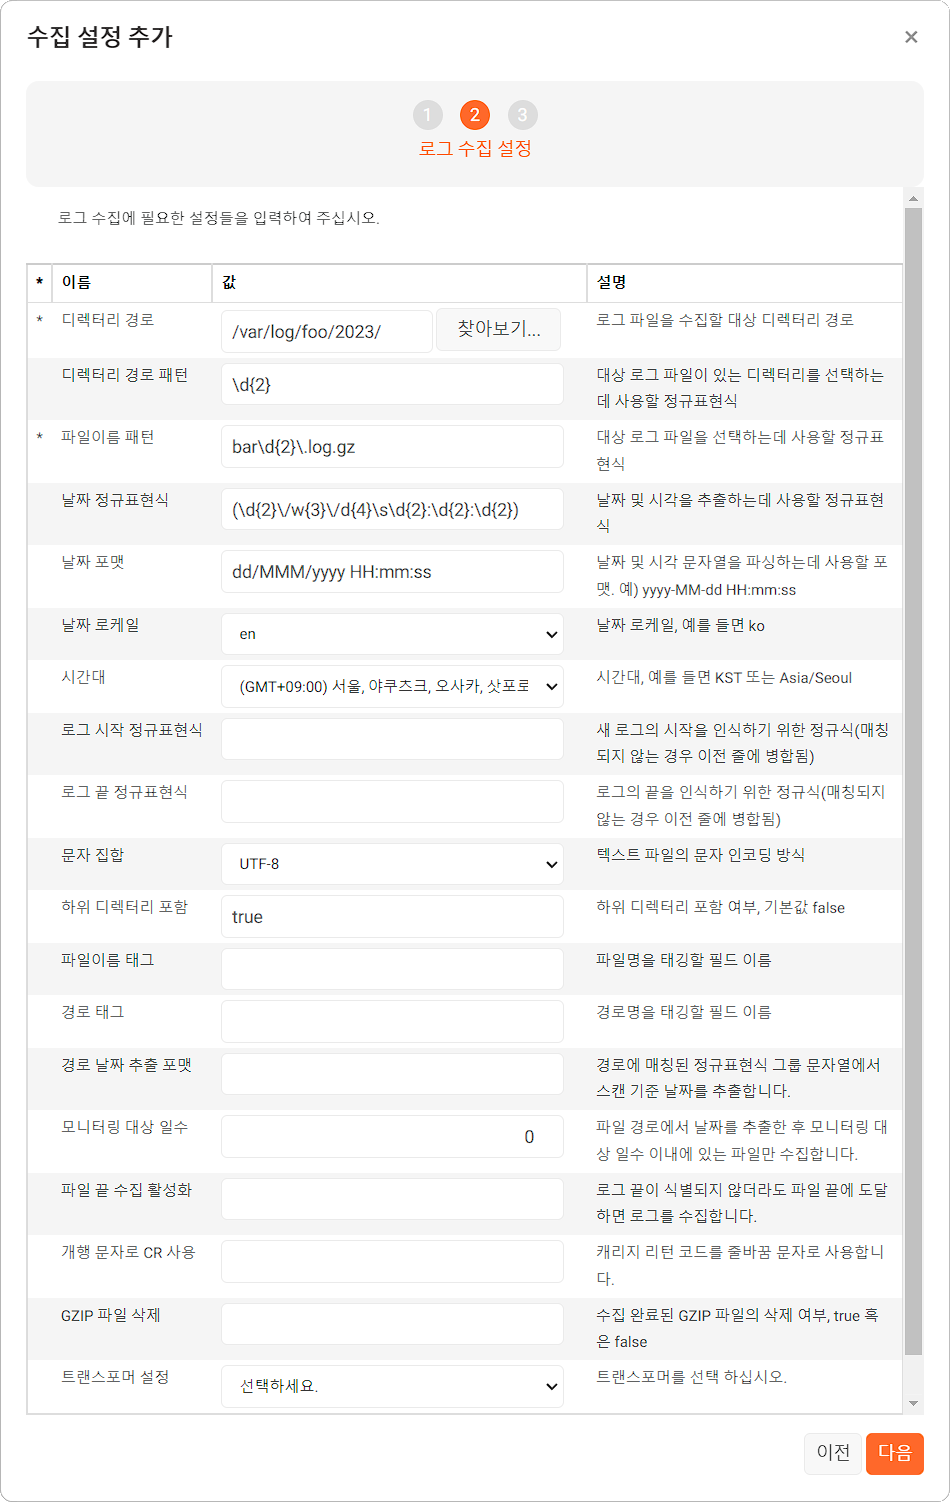 수집 설정 추가
×
1 2 3
로그 수집 설정
로그 수집에 필요한 설정들을 입력하여 주십시오.
* 이름 값 설명
* 디렉터리 경로 /var/log/foo/2023/ 찾아보기... 로그 파일을 수집할 대상 디렉터리 경로
디렉터리 경로 패턴 \d{2} 대상 로그 파일이 있는 디렉터리를 선택하는
데 사용할 정규표현식
* 파일이름 패턴 bar\d{2}\.log.gz 대상 로그 파일을 선택하는데 사용할 정규표
현식
날짜 정규표현식 (\d{2}\/w{3}\/d{4}\s\d{2}:\d{2}:\d{2}) 날짜 및 시각을 추출하는데 사용할 정규표현
식
날짜 포맷 dd/MMM/yyyy HH:mm:ss 날짜 및 시각 문자열을 파싱하는데 사용할 포
맷. 예) yyyy-MM-dd HH:mm:ss
날짜 로케일 en 날짜 로케일, 예를 들면 ko
시간대 (GMT+09:00) 서울, 야쿠츠크, 오사카, 삿포로 시간대, 예를 들면 KST 또는 Asia/Seoul
로그 시작 정규표현식 새 로그의 시작을 인식하기 위한 정규식(매칭
되지 않는 경우 이전 줄에 병합됨)
로그 끝 정규표현식 로그의 끝을 인식하기 위한 정규식(매칭되지
않는 경우 이전 줄에 병합됨)
문자 집합 UTF-8 텍스트 파일의 문자 인코딩 방식
하위 디렉터리 포함 true 하위 디렉터리 포함 여부, 기본값 false
파일이름 태그 파일명을 태깅할 필드 이름
경로 태그 경로명을 태깅할 필드 이름
경로 날짜 추출 포맷 경로에 매칭된 정규표현식 그룹 문자열에서
스캔 기준 날짜를 추출합니다.
모니터링 대상 일수 0 파일 경로에서 날짜를 추출한 후 모니터링 대
상 일수 이내에 있는 파일만 수집합니다.
파일 끝 수집 활성화 로그 끝이 식별되지 않더라도 파일 끝에 도달
하면 로그를 수집합니다.
개행 문자로 CR 사용 캐리지 리턴 코드를 줄바꿈 문자로 사용합니
다.
GZIP 파일 삭제 수집 완료된 GZIP 파일의 삭제 여부, true 혹
은 false
트랜스포머 설정 선택하세요. 트랜스포머를 선택 하십시오.
이전 다음